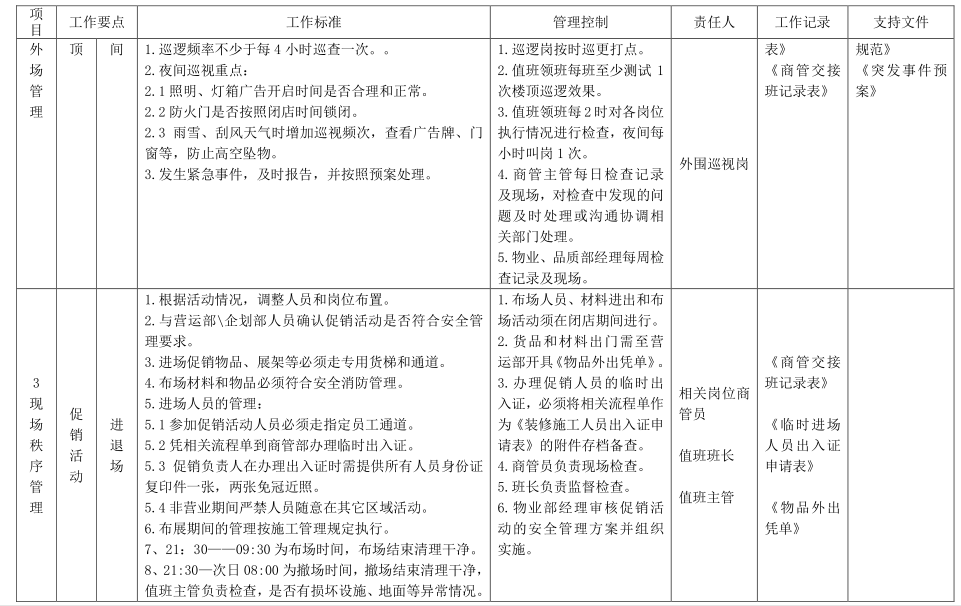 项目 工作要点 工作标准 管理控制 责任人 工作记录 支持文件
外场管理
顶
间
1.巡逻频率不少于每4小时巡查一次。。
2.夜间巡视重点：
2.1照明、灯箱广告开启时间是否合理和正常。
2.2防火门是否按照闭店时间锁闭。
2.3 雨雪、刮风天气时增加巡视频次，查看广告牌、门
窗等，防止高空坠物。
3.发生紧急事件，及时报告，并按照预案处理。
1.巡逻岗按时巡更打点。
2.值班领班每班至少测试1
次楼顶巡逻效果。
3.值班领班每2时对各岗位
执行情况进行检查，夜间每
小时叫岗1次。
4.商管主管每日检查记录
及现场，对检查中发现的问
题及时处理或沟通协调相
关部门处理。
5.物业、品质部经理每周检
查记录及现场。
外围巡视岗
表》
《商管交接
班记录表》
规范》
《突发事件预
案》
3
现场秩序管理
促销活动
进退场
1.根据活动情况，调整人员和岗位布置。
2.与营运部\企划部人员确认促销活动是否符合安全管
理要求。
3.进场促销物品、展架等必须走专用货梯和通道。
4.布场材料和物品必须符合安全消防管理。
5.进场人员的管理：
5.1参加促销活动人员必须走指定员工通道。
5.2凭相关流程单到商管部办理临时出入证。
5.3 促销负责人在办理出入证时需提供所有人员身份证
复印件一张，两张免冠近照。
5.4非营业期间严禁人员随意在其它区域活动。
6.布展期间的管理按施工管理规定执行。
7、21：30——09:30为布场时间，布场结束清理干净。
8、21:30—次日08:00为撤场时间，撤场结束清理干净，
值班主管负责检查，是否有损坏设施、地面等异常情况。
1.布场人员、材料进出和布
场活动须在闭店期间进行。
2.货品和材料出门需至营
运部开具《物品外出凭单》。
3.办理促销人员的临时出
入证，必须将相关流程单作
为《装修施工人员出入证申
请表》的附件存档备查。
4.商管员负责现场检查。
5.班长负责监督检查。
6.物业部经理审核促销活
动的安全管理方案并组织
实施。
相关岗位商
管员
值班班长
值班主管
《商管交接
班记录表》
《临时进场
人员出入证
申请表》
《物品外出
凭单》